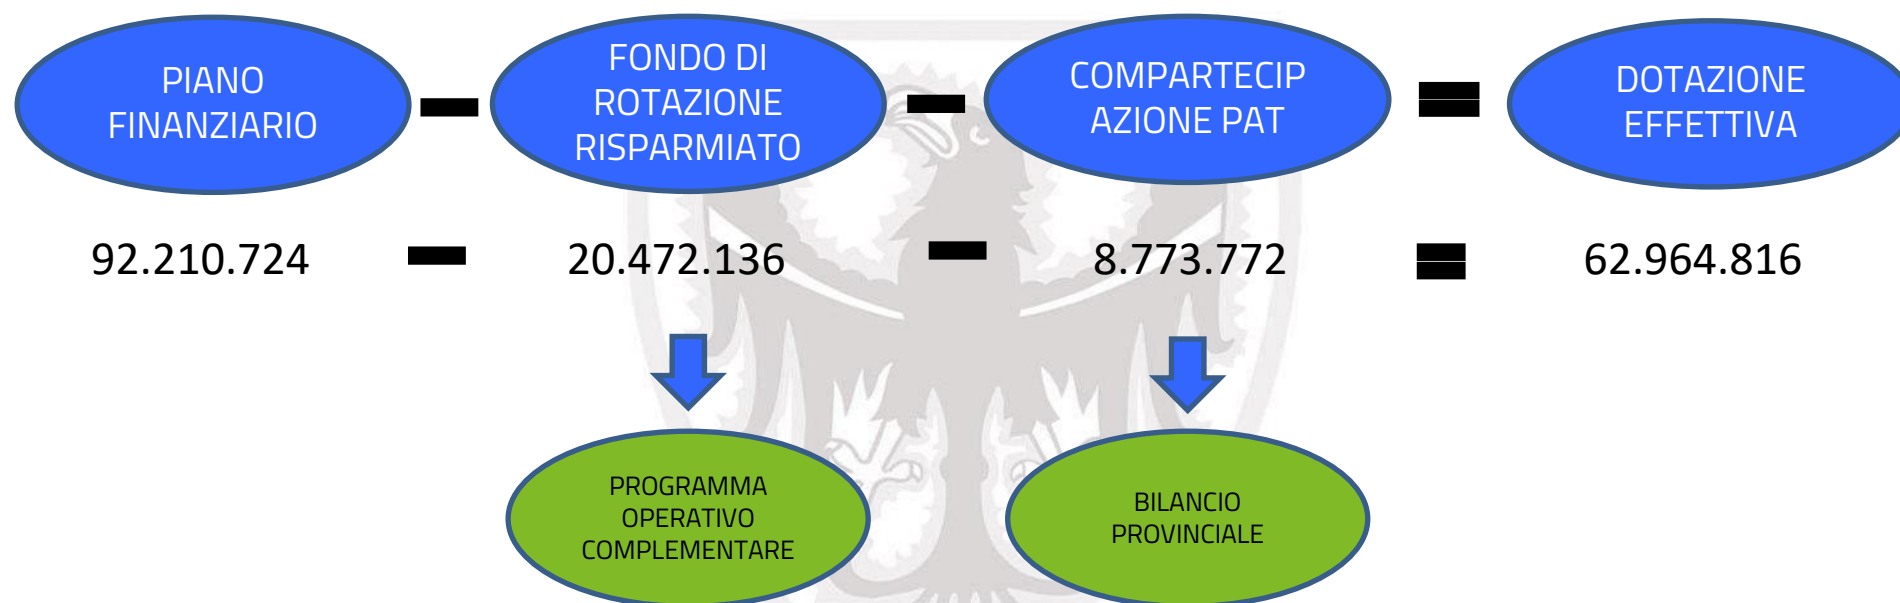 PIANO
FINANZIARIO
FONDO DI
ROTAZIONE
RISPARMIATO
COMPARTECIP
AZIONE PAT
DOTAZIONE
EFFETTIVA
92.210.724
20.472.136
8.773.772
62.964.816
PROGRAMMA
OPERATIVO
COMPLEMENTARE
BILANCIO
PROVINCIALE